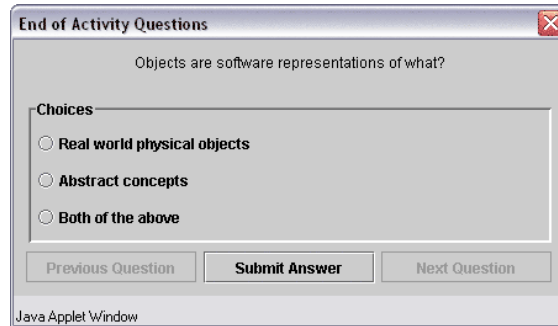 End of Activity Questions
Objects are software representations of what?
Choices
Real world physical objects
Abstract concepts
Both of the above
Previous Question Submit Answer Next Question
Java Applet Window